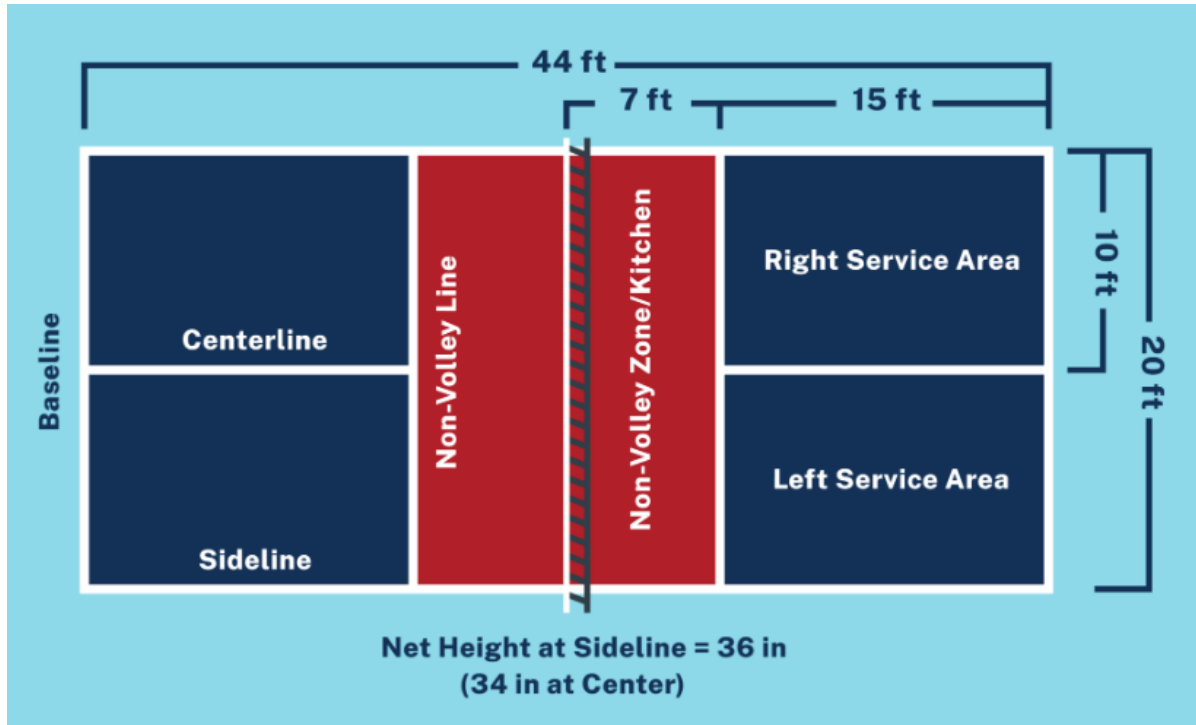 44 ft
7 ft
15 ft
Baseline
Centerline
Sideline
Non-Volley Line
Non-Volley Zone/Kitchen
Right Service Area
Left Service Area
10 ft
20 ft
Net Height at Sideline = 36 in
(34 in at Center)